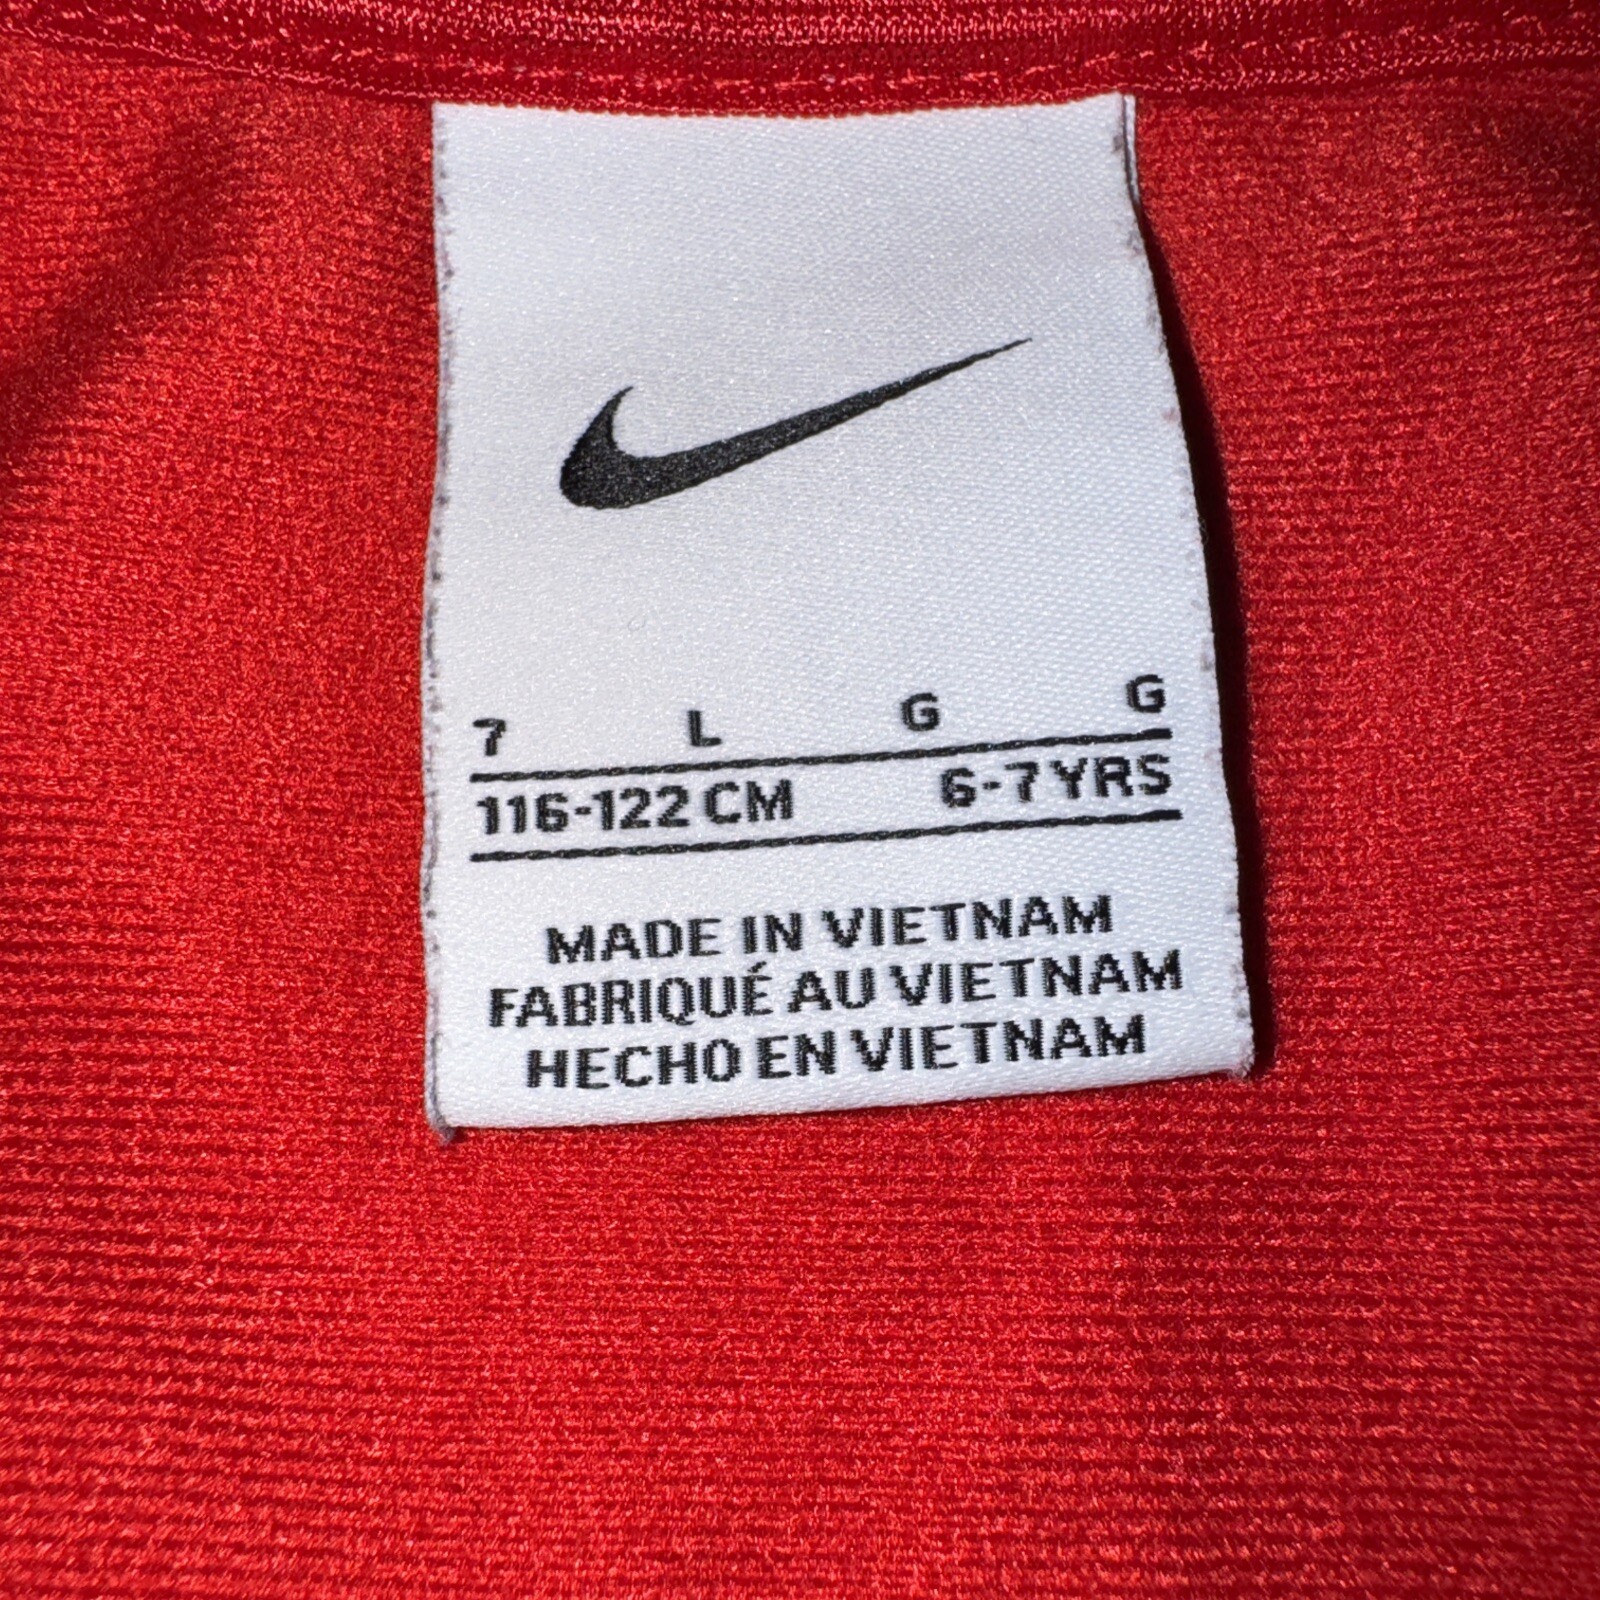 7 L G G
116-122 CM 6-7 YRS
MADE IN VIETNAM
FABRIQUÉ AU VIETNAM
HECHO EN VIETNAM